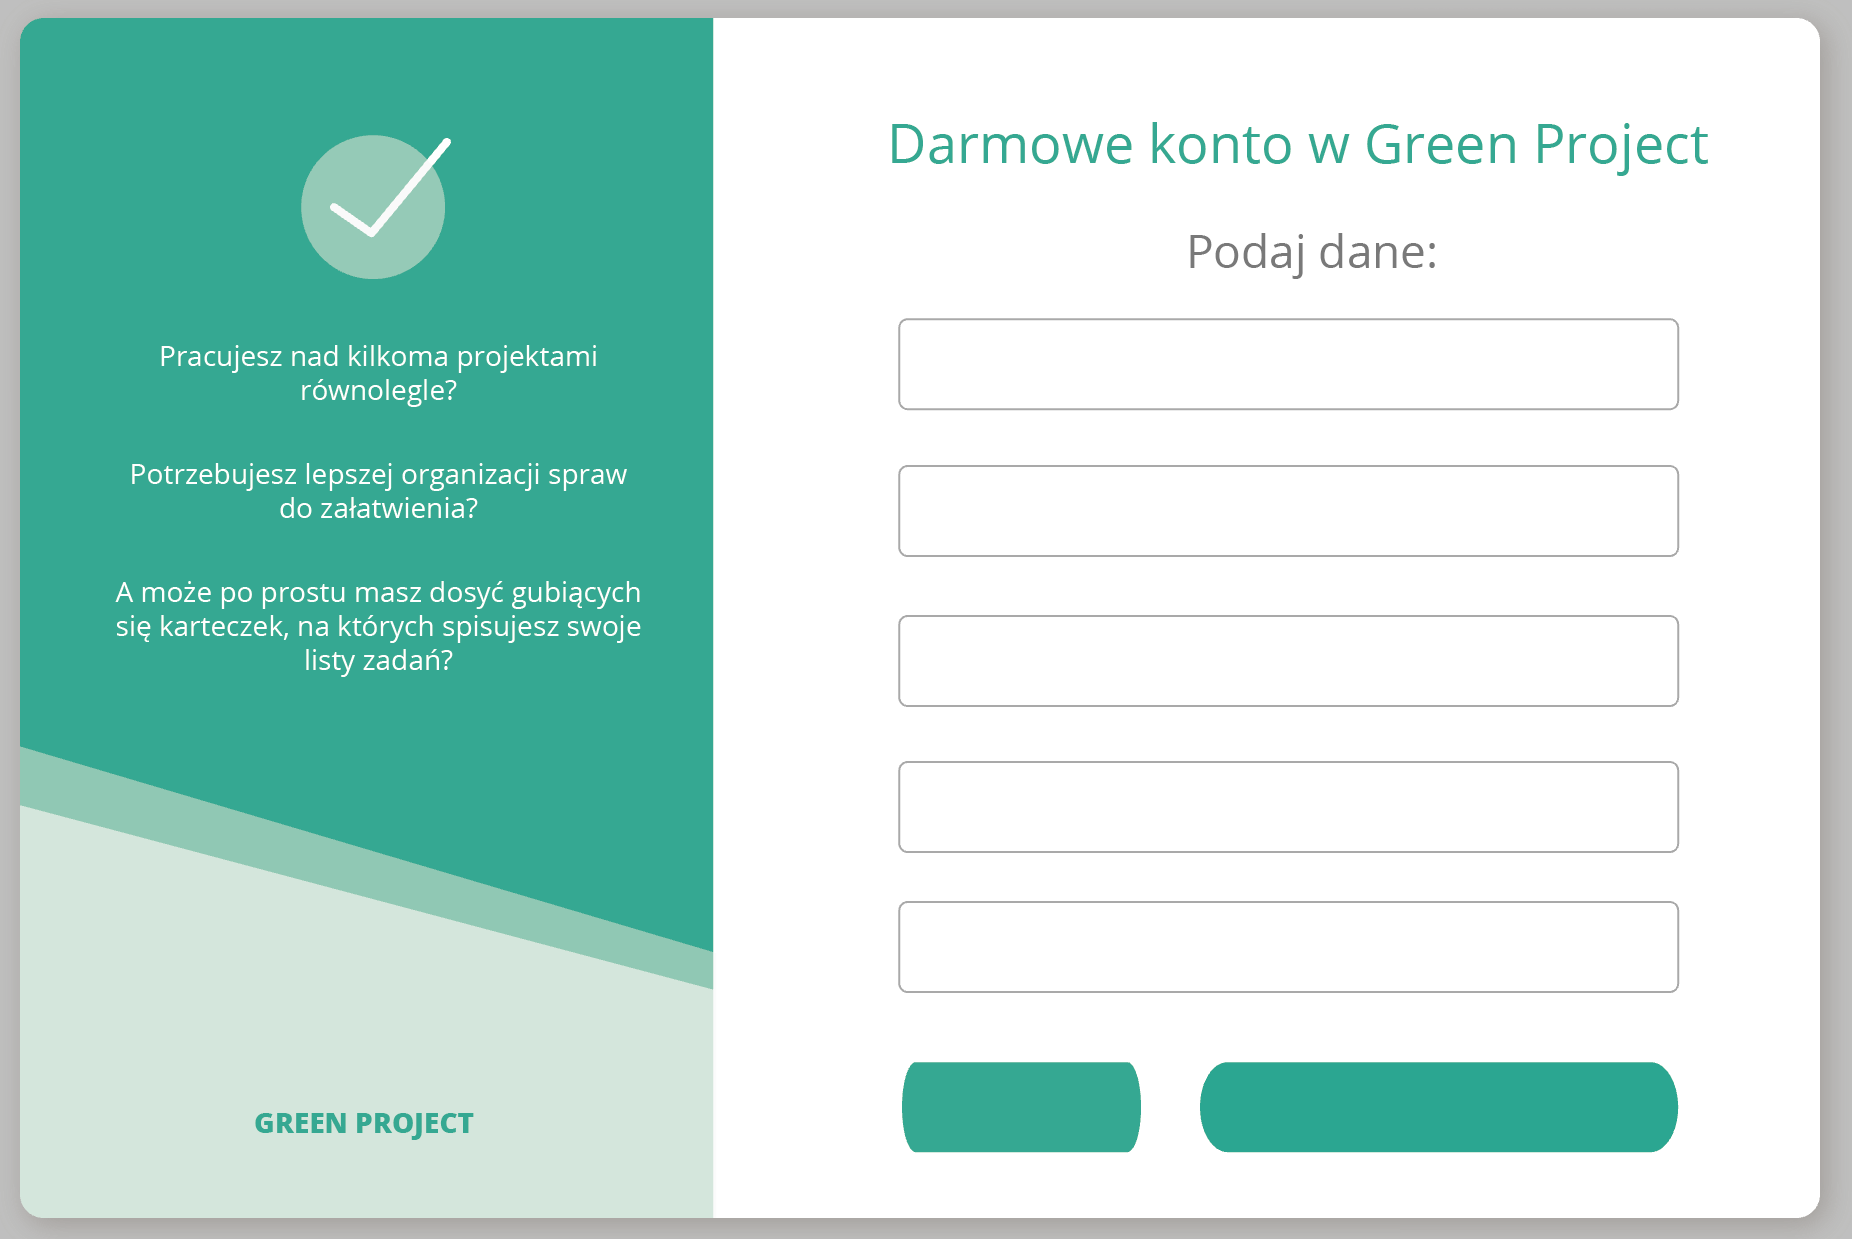 Pracujesz nad kilkoma projektami
równolegle?
Potrzebujesz lepszej organizacji spraw
do załatwienia?
A może po prostu masz dosyć gubiących
się karteczek, na których spisujesz swoje
listy zadań?
GREEN PROJECT
Darmowe konto w Green Project
Podaj dane: